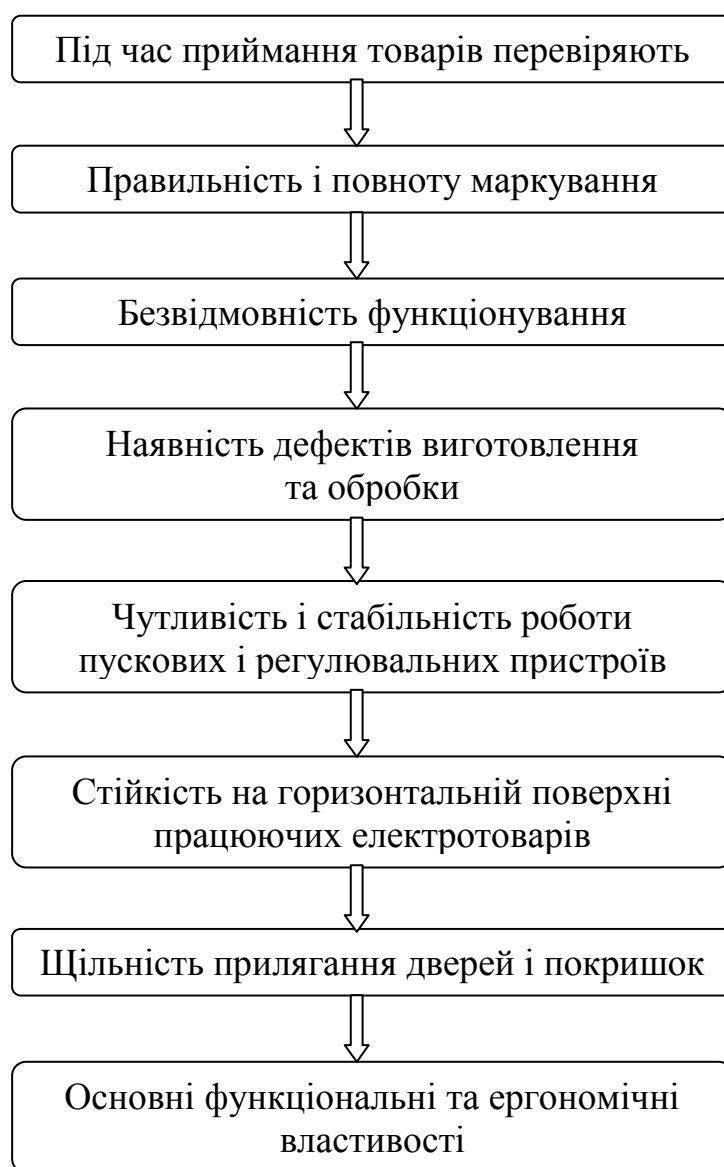 Під час приймання товарів перевіряють
Правильність і повноту маркування
Безвідмовність функціонування
Наявність дефектів виготовлення
та обробки
Чутливість і стабільність роботи
пускових і регулювальних пристроїв
Стійкість на горизонтальній поверхні
працюючих електротоварів
Щільність прилягання дверей і покришок
Основні функціональні та ергономічні
властивості